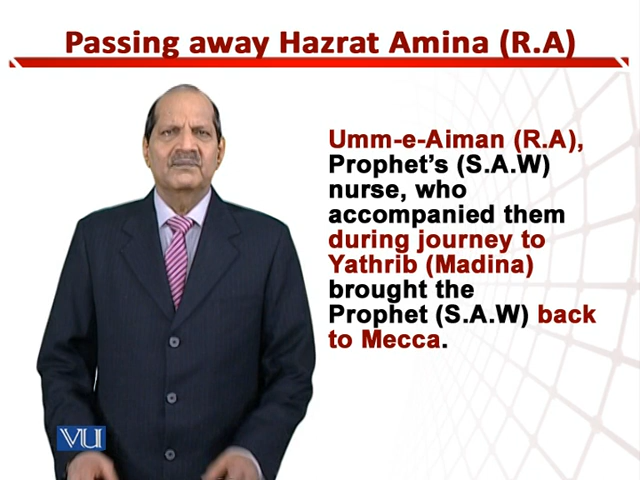 Passing away Hazrat Amina (R.A)
Umm-e-Aiman (R.A),
Prophet's (S.A.W)
nurse, who
accompanied them
during journey to
Yathrib (Madina)
brought the
Prophet (S.A.W) back
to Mecca.
VU